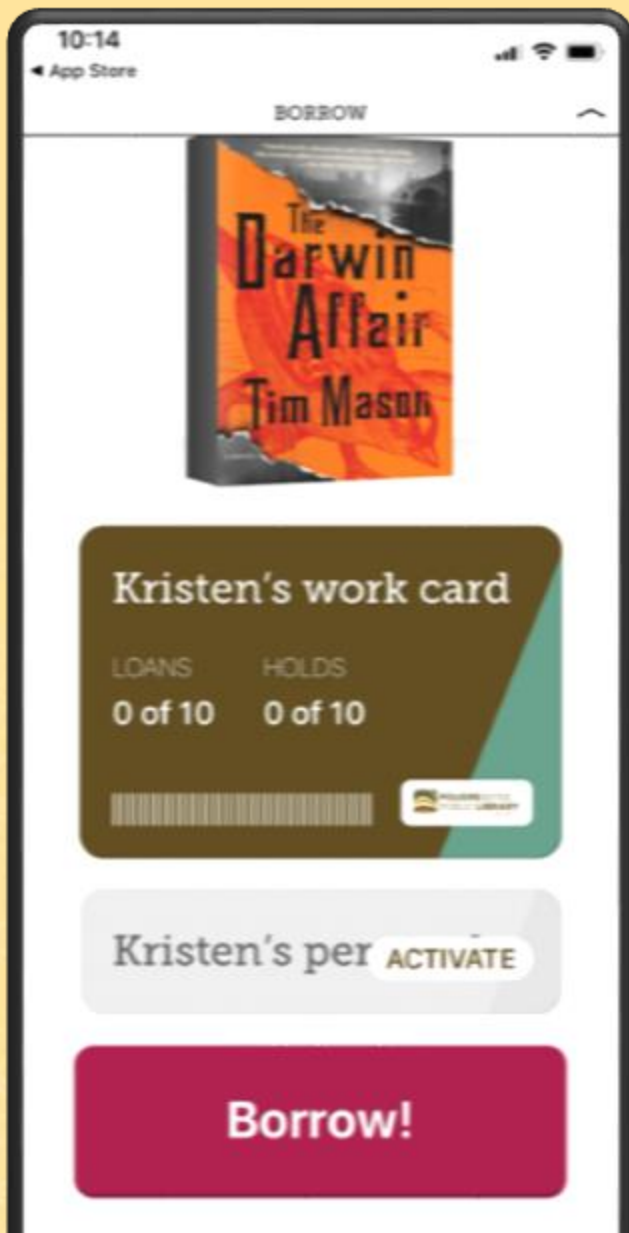 10:14
◀ App Store
BORROW
The
Darwin
Affair
Tim Mason
Kristen's work card
LOANS HOLDS
0 of 10 0 of 10
LIBRARY
Kristen's per
ACTIVATE
Borrow!